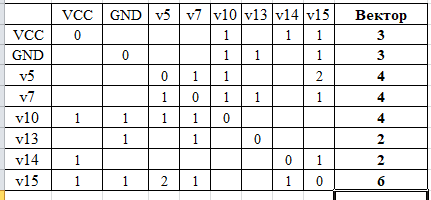 VCC GND v5 v7 v10 v13 v14 v15 Вектор
VCC 0 1 1 1 3
GND 0 1 1 1 3
v5 0 1 1 2 4
v7 1 0 1 1 1 4
v10 1 1 1 1 0 4
v13 1 1 0 2
v14 1 0 1 2
v15 1 1 2 1 1 0 6